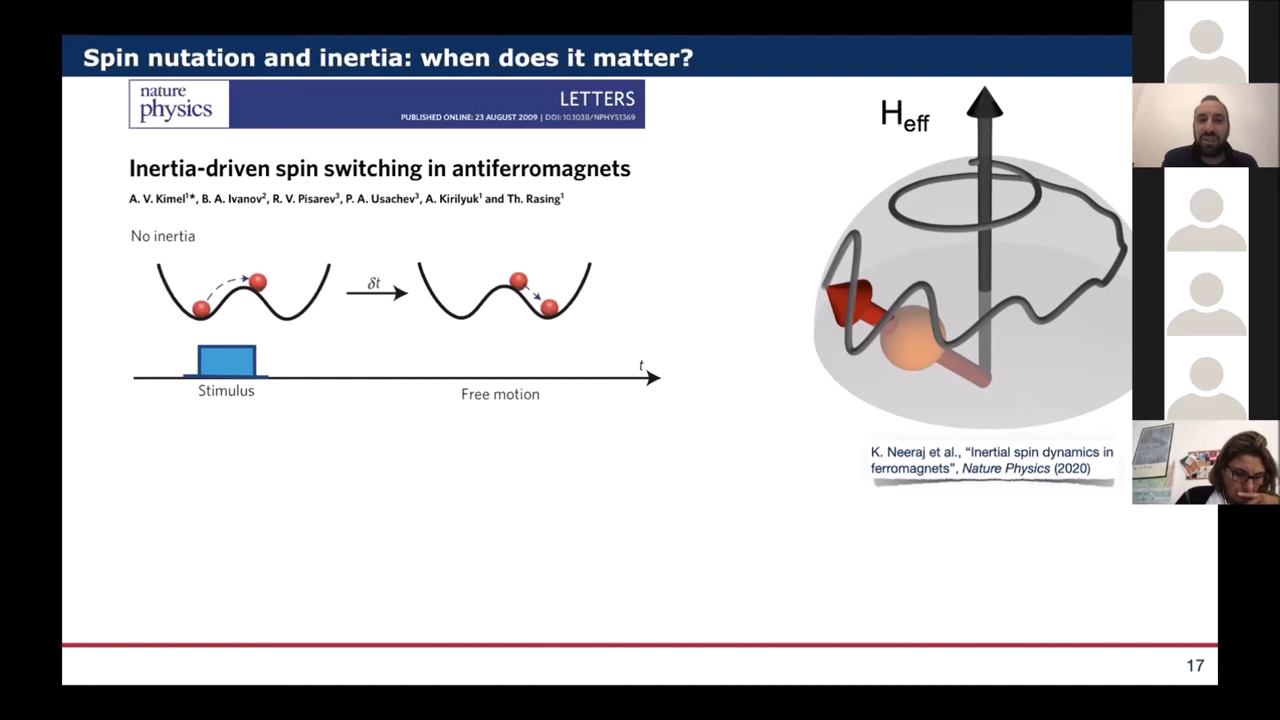 Spin nutation and inertia: when does it matter?
nature
physics
LETTERS
PUBLISHED ONLINE: 23 AUGUST 2009 | DOI: 10.1038/NPHYS1369
Inertia-driven spin switching in antiferromagnets
A. V. Kimel¹*, B. A. Ivanov², R. V. Pisarev³, P. A. Usachev³, A. Kirilyuk¹ and Th. Rasing¹
No inertia
δt
t
Stimulus
Free motion
Heff
K. Neeraj et al., “Inertial spin dynamics in
ferromagnets”, Nature Physics (2020)
17